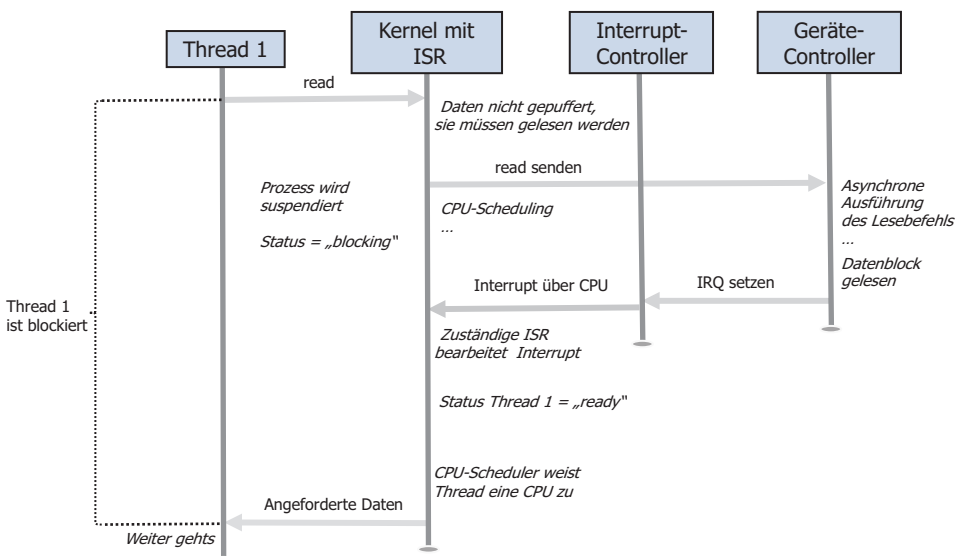 Thread 1
Kernel mit
ISR
Interrupt-
Controller
Geräte-
Controller
read
Daten nicht gepuffert,
sie müssen gelesen werden
read senden
Prozess wird
suspendiert
Status = „blocking“
CPU-Scheduling
...
Asynchrone
Ausführung
des Lesebefehls
...
Datenblock
gelesen
Interrupt über CPU
IRQ setzen
Thread 1
ist blockiert
Zuständige ISR
bearbeitet Interrupt
Status Thread 1 = „ready“
CPU-Scheduler weist
Thread eine CPU zu
Angeforderte Daten
Weiter gehts